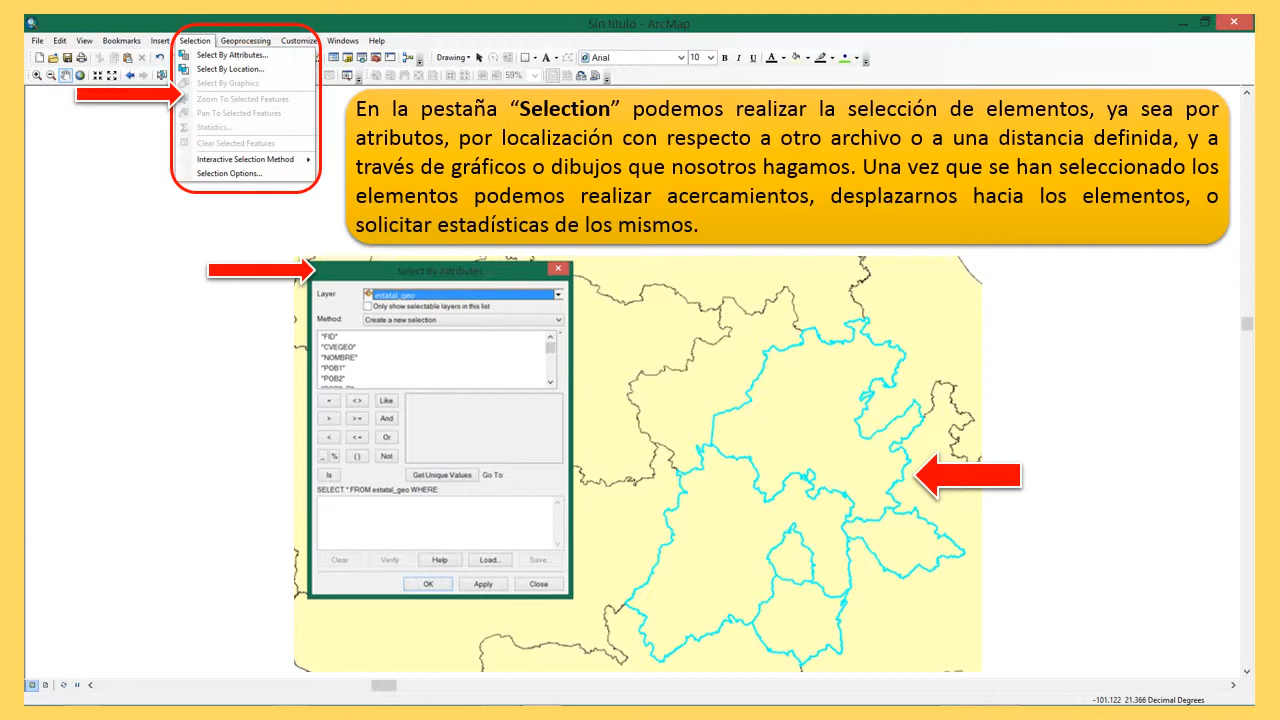 Sin título - ArcMap
File Edit View Bookmarks Insert Selection Geoprocessing Customize Windows Help
Drawing Arial 10 B I U A
59%
Select By Attributes...
Select By Location...
Select By Graphics
Zoom To Selected Features
Pan To Selected Features
Statistics...
Clear Selected Features
Interactive Selection Method
Selection Options...
En la pestaña “Selection” podemos realizar la selección de elementos, ya sea por
atributos, por localización con respecto a otro archivo o a una distancia definida, y a
través de gráficos o dibujos que nosotros hagamos. Una vez que se han seleccionado los
elementos podemos realizar acercamientos, desplazarnos hacia los elementos, o
solicitar estadísticas de los mismos.
Select By Attributes
Layer: estatal_geo
Only show selectable layers in this list
Method: Create a new selection
"FID"
"CVEGEO"
"NOMBRE"
"POB1"
"POB2"
= <> Like
> >= And
< <= Or
_ % () Not
Is Get Unique Values Go To:
SELECT * FROM estatal_geo WHERE:
Clear Verify Help Load... Save...
OK Apply Close
-101.122 21.366 Decimal Degrees